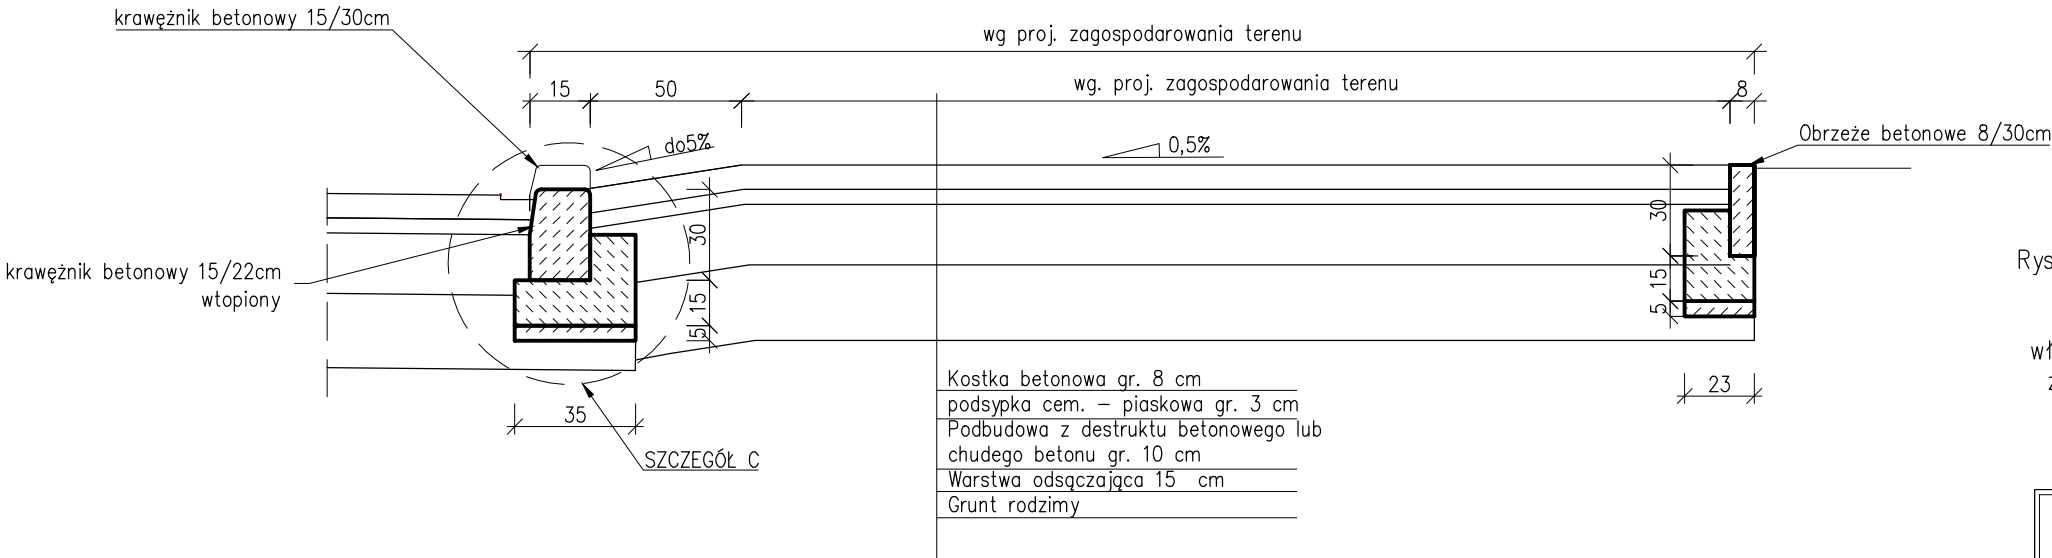 krawężnik betonowy 15/30cm
wg proj. zagospodarowania terenu
15
50
wg. proj. zagospodarowania terenu
8
do5%
0,5%
Obrzeże betonowe 8/30cm
30
15
5
30
15
5
krawężnik betonowy 15/22cm
wtopiony
Rys
wł
z
35
23
SZCZEGÓŁ C
Kostka betonowa gr. 8 cm
podsypka cem. – piaskowa gr. 3 cm
Podbudowa z destruktu betonowego lub
chudego betonu gr. 10 cm
Warstwa odsączająca 15 cm
Grunt rodzimy